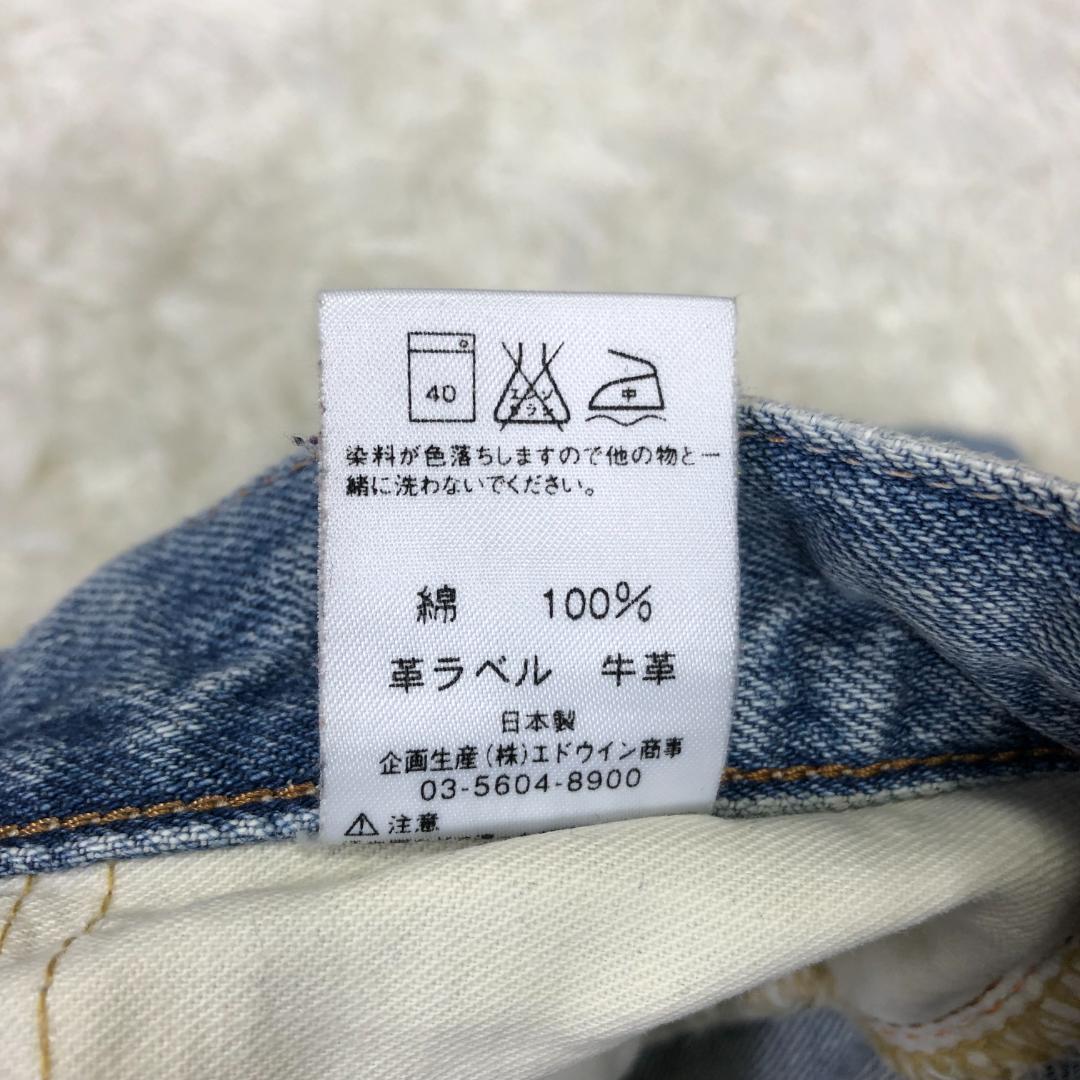 40
エンソ
サラシ
中
染料が色落ちしますので他の物と一
緒に洗わないでください。
綿 100%
革ラベル 牛革
日本製
企画生産(株)エドウイン商事
03-5604-8900
⚠注意